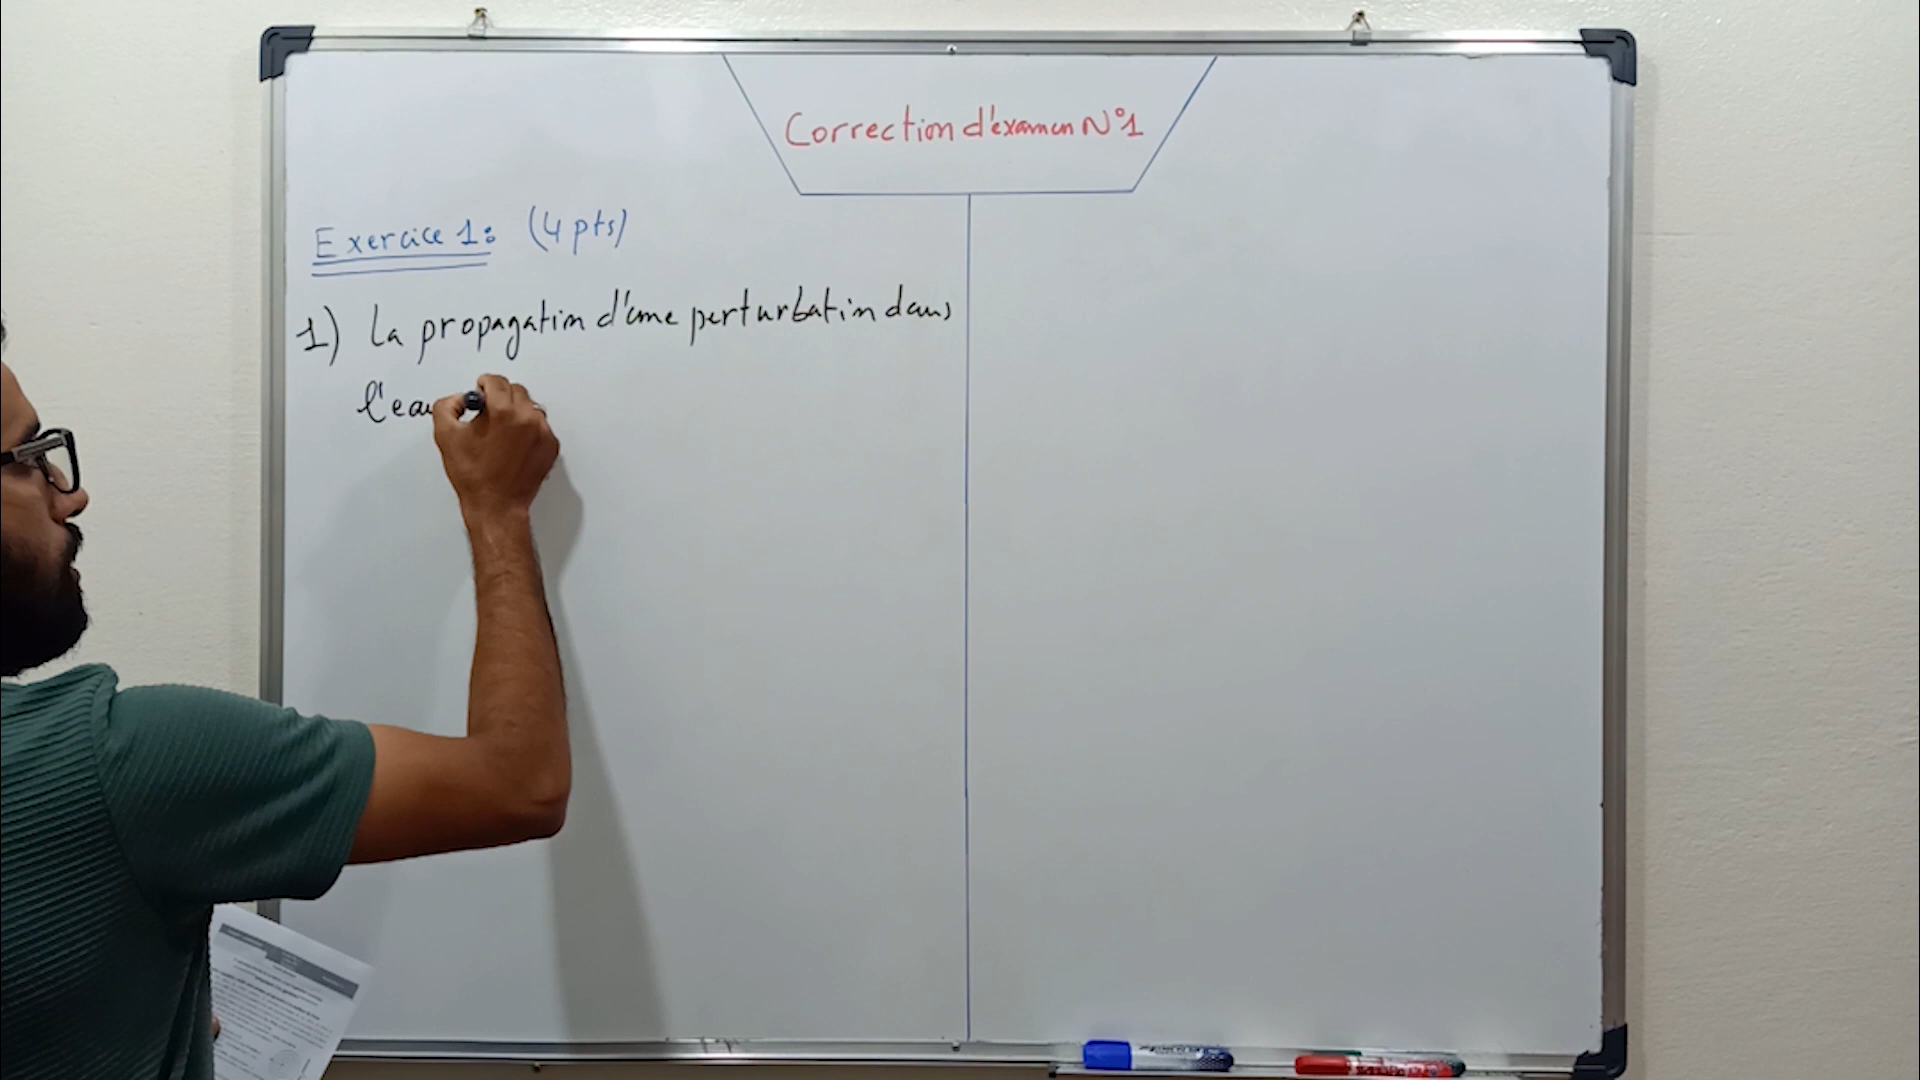 Correction d'examen N°1
Exercice 1: (4 pts)
1) La propagation d'une perturbation dans
l'eau